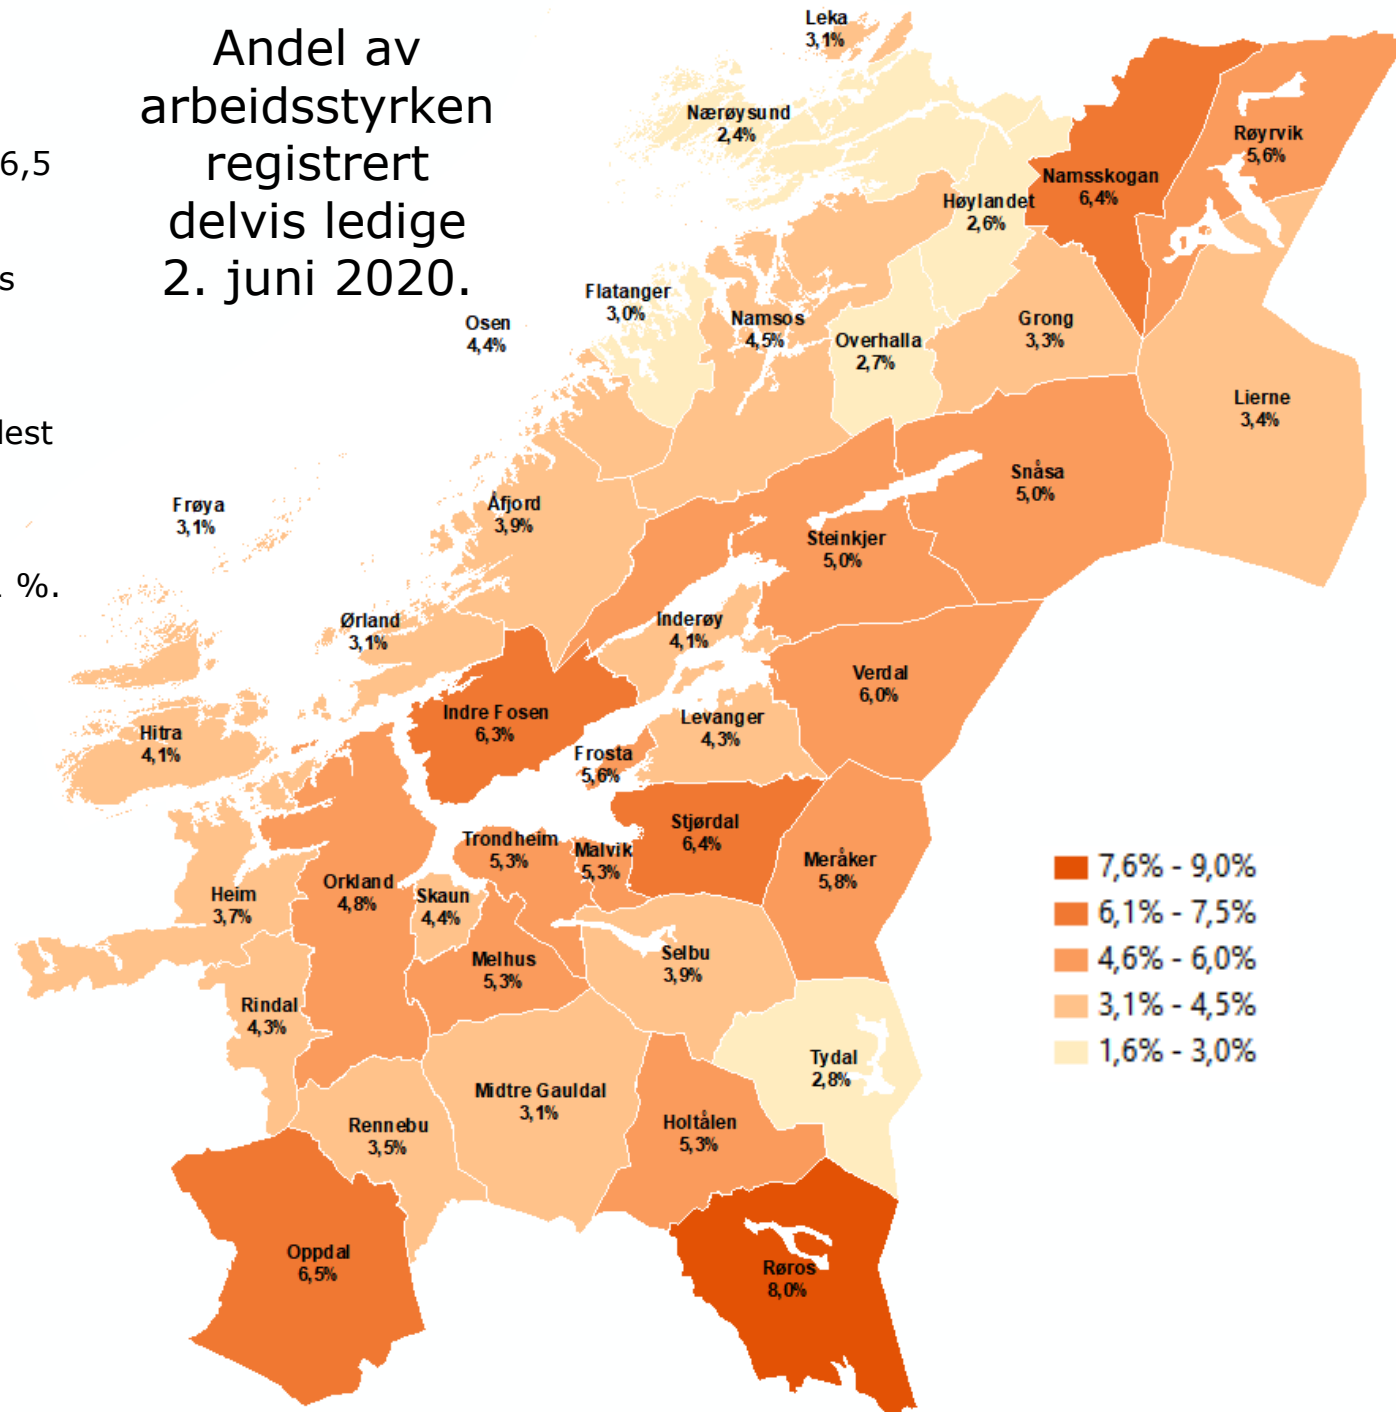 Andel av
arbeidsstyrken
registrert
delvis ledige
2. juni 2020.
6,5
s
lest
%.
Leka
3,1%
Nærøysund
2,4%
Røyrvik
5,6%
Namsskogan
6,4%
Høylandet
2,6%
Flatanger
3,0%
Osen
4,4%
Namsos
4,5%
Overhalla
2,7%
Grong
3,3%
Lierne
3,4%
Snåsa
5,0%
Frøya
3,1%
Åfjord
3,9%
Steinkjer
5,0%
Ørland
3,1%
Inderøy
4,1%
Verdal
6,0%
Indre Fosen
6,3%
Levanger
4,3%
Hitra
4,1%
Frosta
5,6%
Stjørdal
6,4%
Trondheim
5,3%
Malvik
5,3%
Meråker
5,8%
Orkland
4,8%
Skaun
4,4%
Heim
3,7%
Melhus
5,3%
Selbu
3,9%
Rindal
4,3%
Tydal
2,8%
Midtre Gauldal
3,1%
Rennebu
3,5%
Holtålen
5,3%
Oppdal
6,5%
Røros
8,0%
7,6% - 9,0%
6,1% - 7,5%
4,6% - 6,0%
3,1% - 4,5%
1,6% - 3,0%